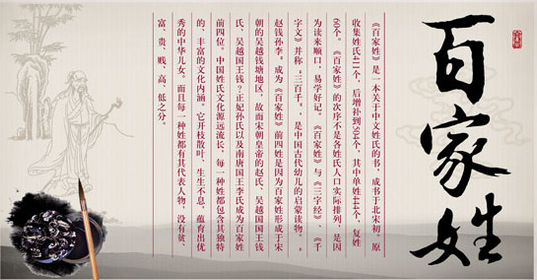 百家姓
《百家姓》是一本关于中文姓氏的书，成书于北宋初。原
收集姓氏411个，后增补到504个，其中单姓444个，复姓
60个。《百家姓》的次序不是各姓氏人口实际排列，是因
为读来顺口，易学好记。《百家姓》与《三字经》、《千
字文》并称“三百千”，是中国古代幼儿的启蒙读物。“
赵钱孙李”成为《百家姓》前四姓是因为百家姓形成于宋
朝的吴越钱塘地区，故而宋朝皇帝的赵氏、吴越国国王钱
氏、吴越国王钱?正妃孙氏以及南唐国王李氏成为百家姓
前四位。中国姓氏文化源远流长，每一种姓都包含其独特
的、丰富的文化内涵。它开枝散叶，生生不息，蕴育出优
秀的中华儿女。而且每一种姓都有其代表人物，没有贫、
富、贵、贱、高、低之分。